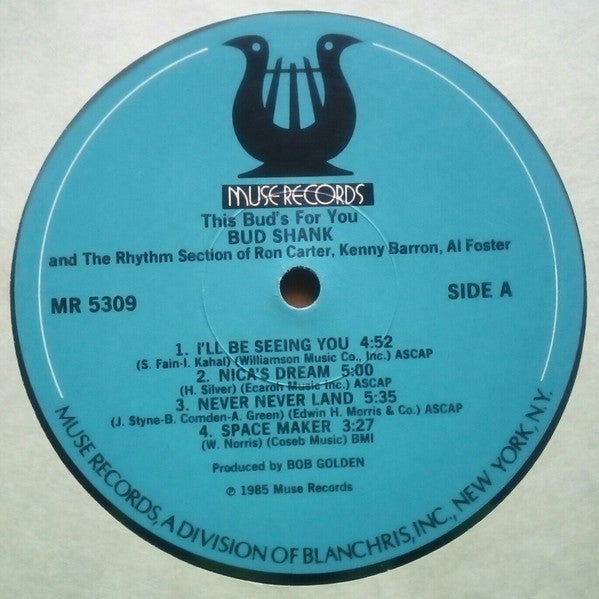 MUSE RECORDS
This Bud's For You
BUD SHANK
and The Rhythm Section of Ron Carter, Kenny Barron, Al Foster
MR 5309
SIDE A
1. I'LL BE SEEING YOU 4:52
(S. Fain-I. Kahal) (Williamson Music Co., Inc.) ASCAP
2. NICA'S DREAM 5:00
(H. Silver) (Ecaroh Music Inc.) ASCAP
3. NEVER NEVER LAND 5:35
(J. Styne-B. Comden-A. Green) (Edwin H. Morris & Co.) ASCAP
4. SPACE MAKER 3:27
(W. Norris) (Coseb Music) BMI
Produced by BOB GOLDEN
℗ 1985 Muse Records
MUSE RECORDS, A DIVISION OF BLANCHRIS, INC., NEW YORK, N.Y.